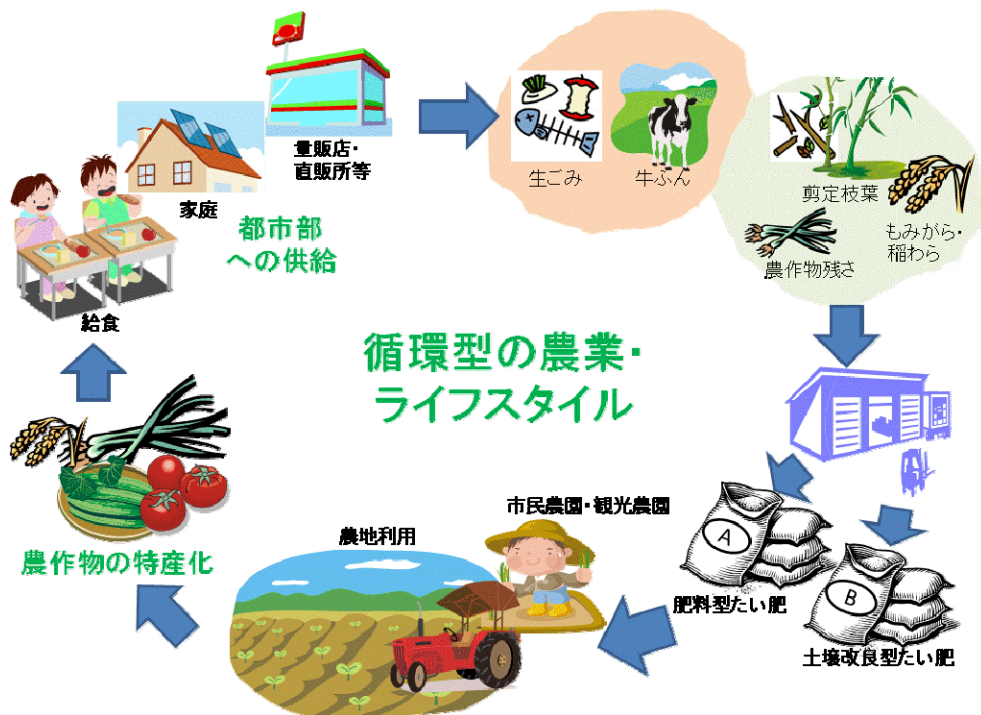 量販店・
直販所等
家庭
都市部
への供給
給食
生ごみ
牛ふん
剪定枝葉
もみがら・
稲わら
農作物残さ
循環型の農業・
ライフスタイル
A
肥料型たい肥
B
土壌改良型たい肥
市民農園・観光農園
農地利用
農作物の特産化